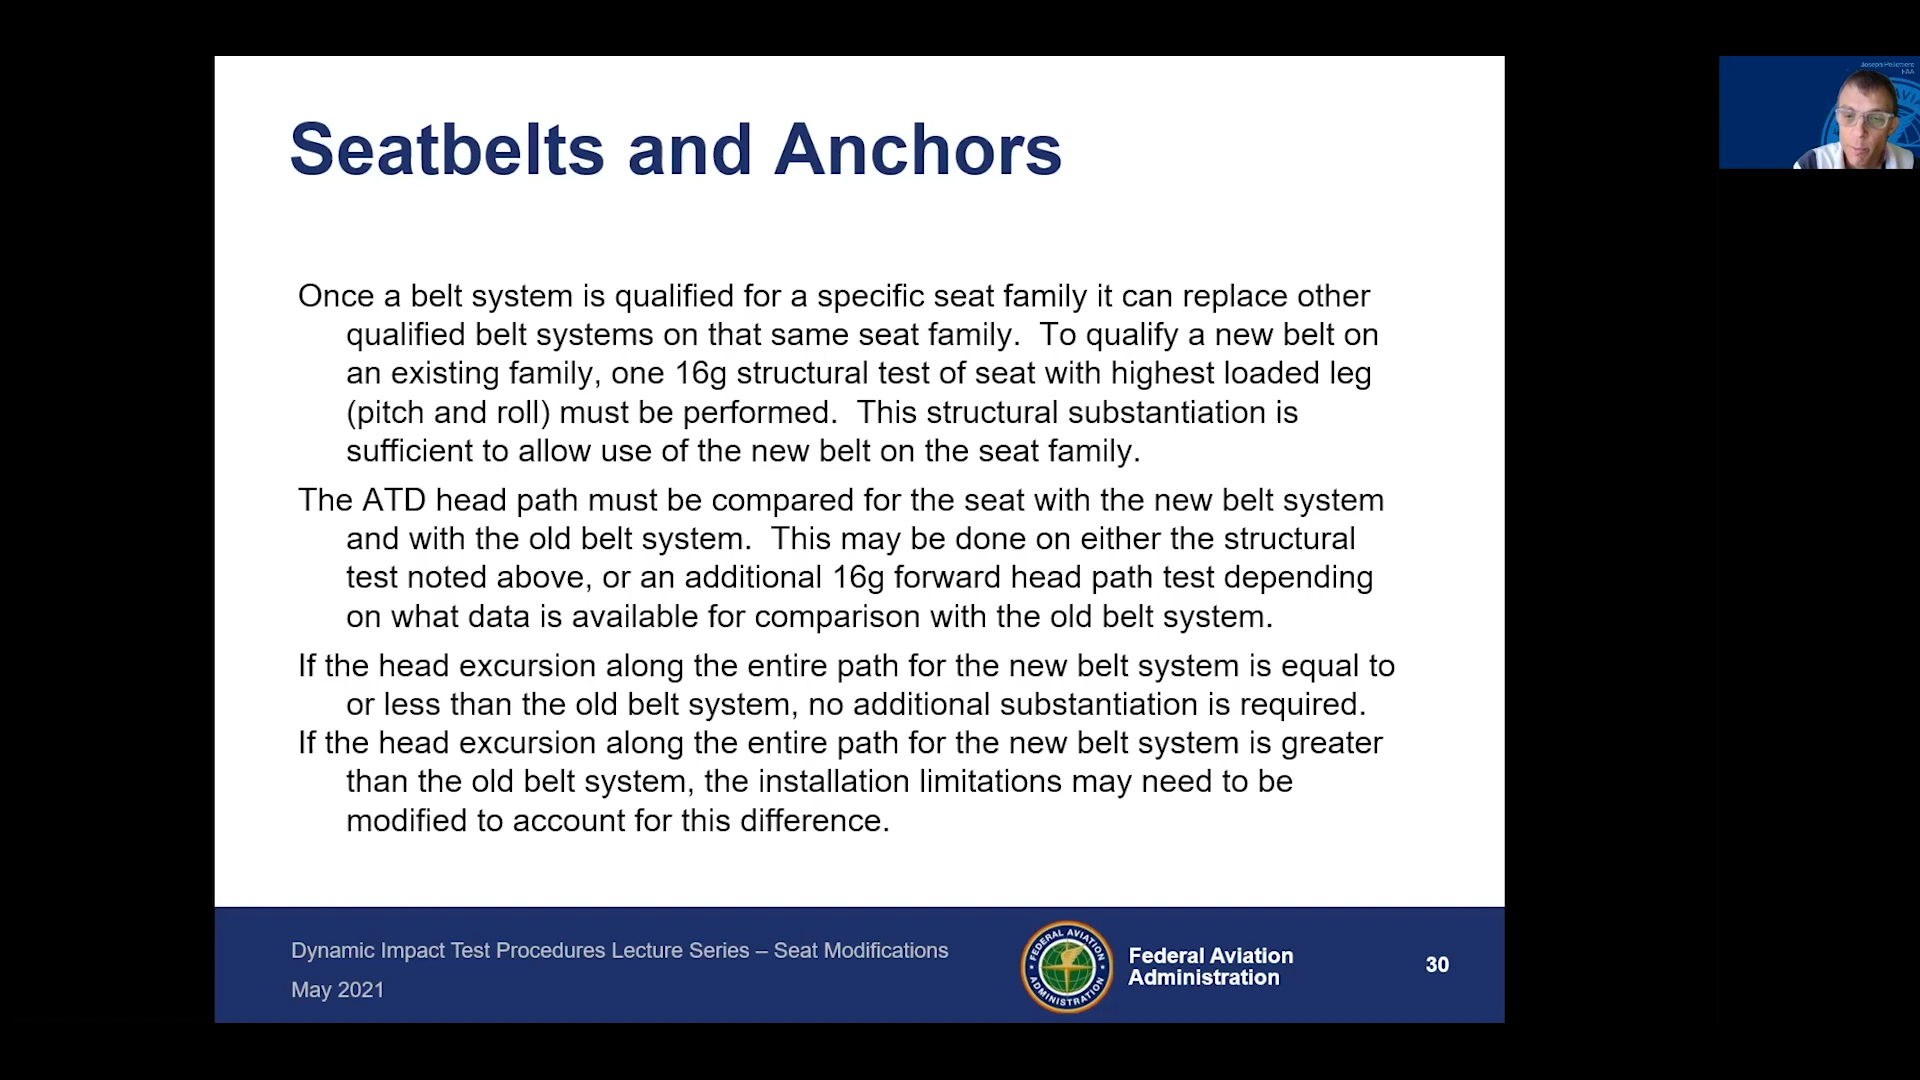 Seatbelts and Anchors
Once a belt system is qualified for a specific seat family it can replace other
qualified belt systems on that same seat family.  To qualify a new belt on
an existing family, one 16g structural test of seat with highest loaded leg
(pitch and roll) must be performed.  This structural substantiation is
sufficient to allow use of the new belt on the seat family.
The ATD head path must be compared for the seat with the new belt system
and with the old belt system.  This may be done on either the structural
test noted above, or an additional 16g forward head path test depending
on what data is available for comparison with the old belt system.
If the head excursion along the entire path for the new belt system is equal to
or less than the old belt system, no additional substantiation is required.
If the head excursion along the entire path for the new belt system is greater
than the old belt system, the installation limitations may need to be
modified to account for this difference.
Dynamic Impact Test Procedures Lecture Series – Seat Modifications
May 2021
FEDERAL AVIATION
ADMINISTRATION
Federal Aviation
Administration
30
FAA